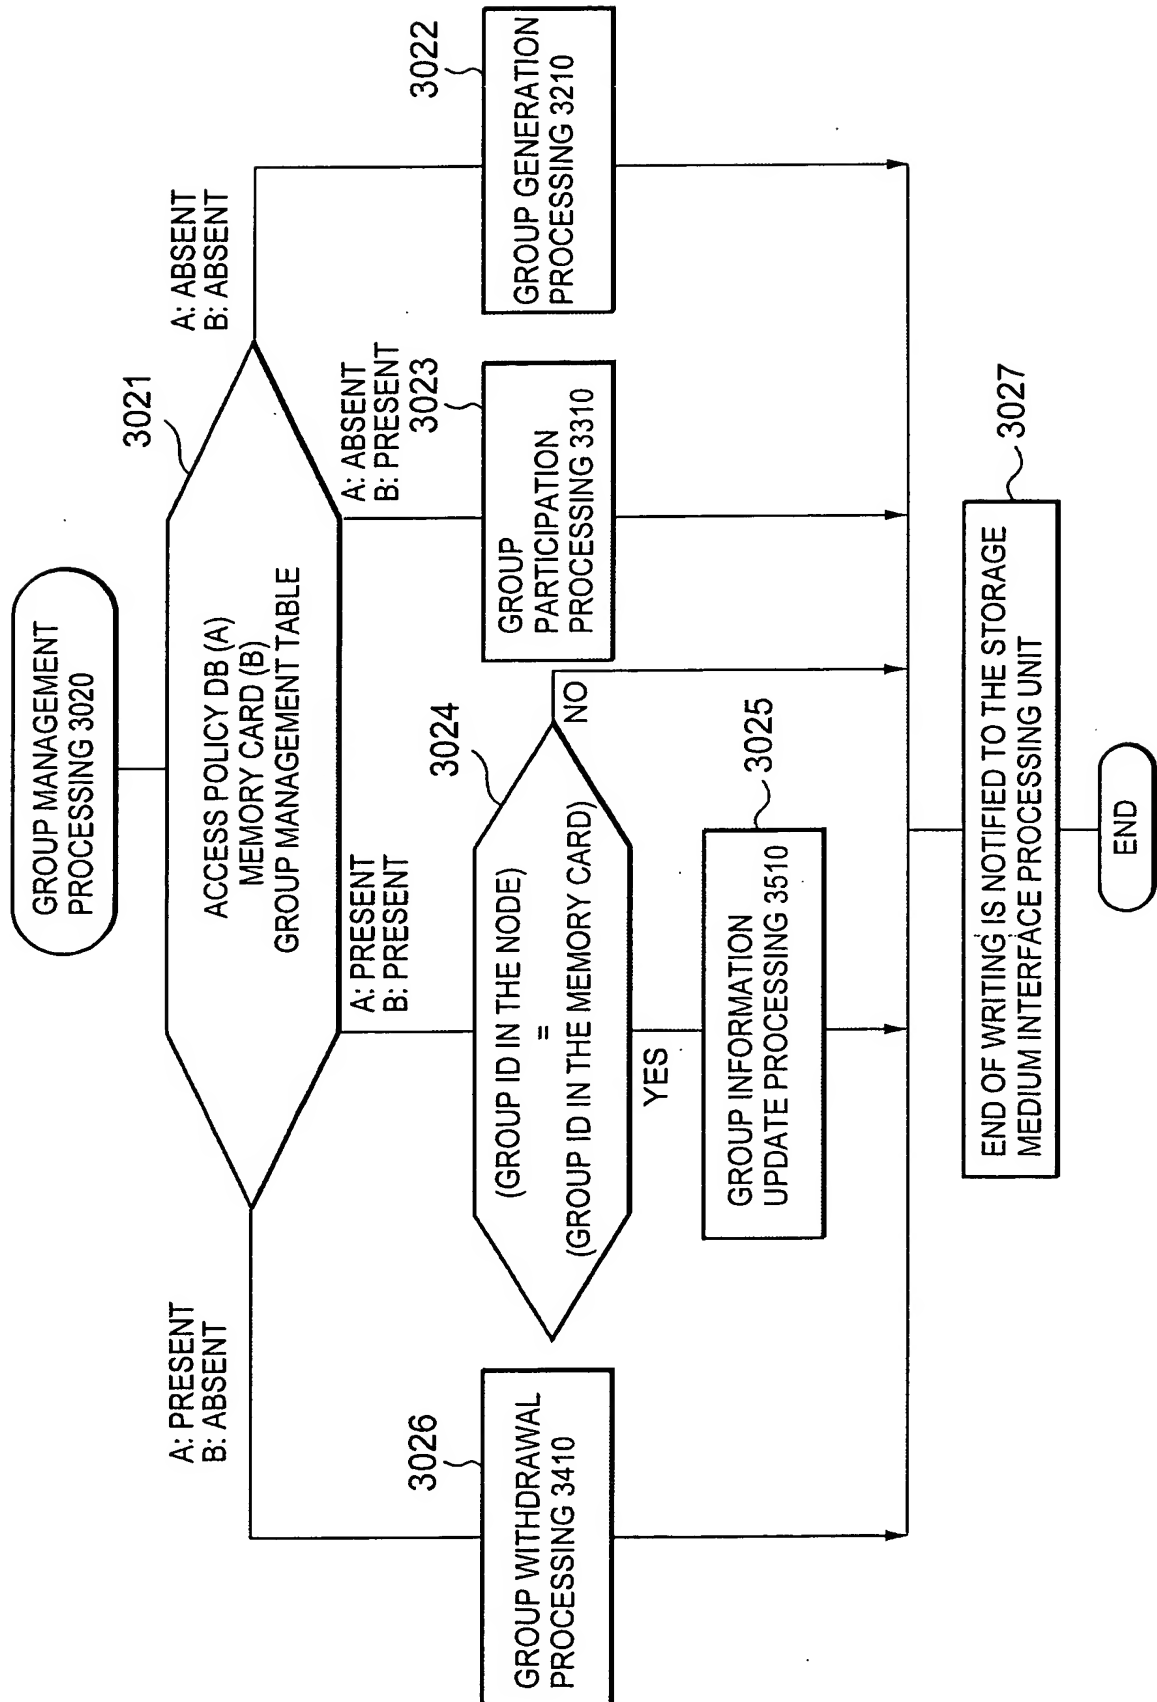 GROUP MANAGEMENT
PROCESSING 3020
3021
ACCESS POLICY DB (A)
MEMORY CARD (B)
GROUP MANAGEMENT TABLE
A: PRESENT
B: ABSENT
A: PRESENT
B: PRESENT
A: ABSENT
B: PRESENT
A: ABSENT
B: ABSENT
3026
GROUP WITHDRAWAL
PROCESSING 3410
3024
(GROUP ID IN THE NODE)
=
(GROUP ID IN THE MEMORY CARD)
NO
YES
3025
GROUP INFORMATION
UPDATE PROCESSING 3510
3023
GROUP
PARTICIPATION
PROCESSING 3310
3022
GROUP GENERATION
PROCESSING 3210
3027
END OF WRITING IS NOTIFIED TO THE STORAGE
MEDIUM INTERFACE PROCESSING UNIT
END